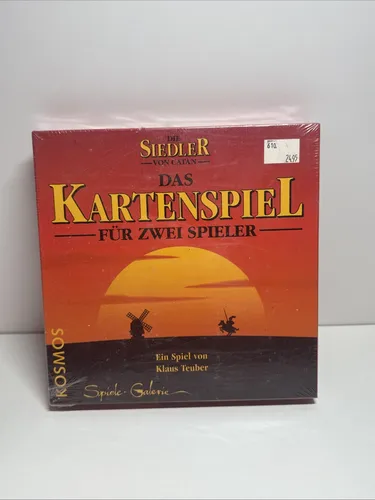 DIE
SIEDLER
VON CATAN
DAS
KARTENSPIEL
FÜR ZWEI SPIELER
Ein Spiel von
Klaus Teuber
KOSMOS
Spiele-Galerie
24.95